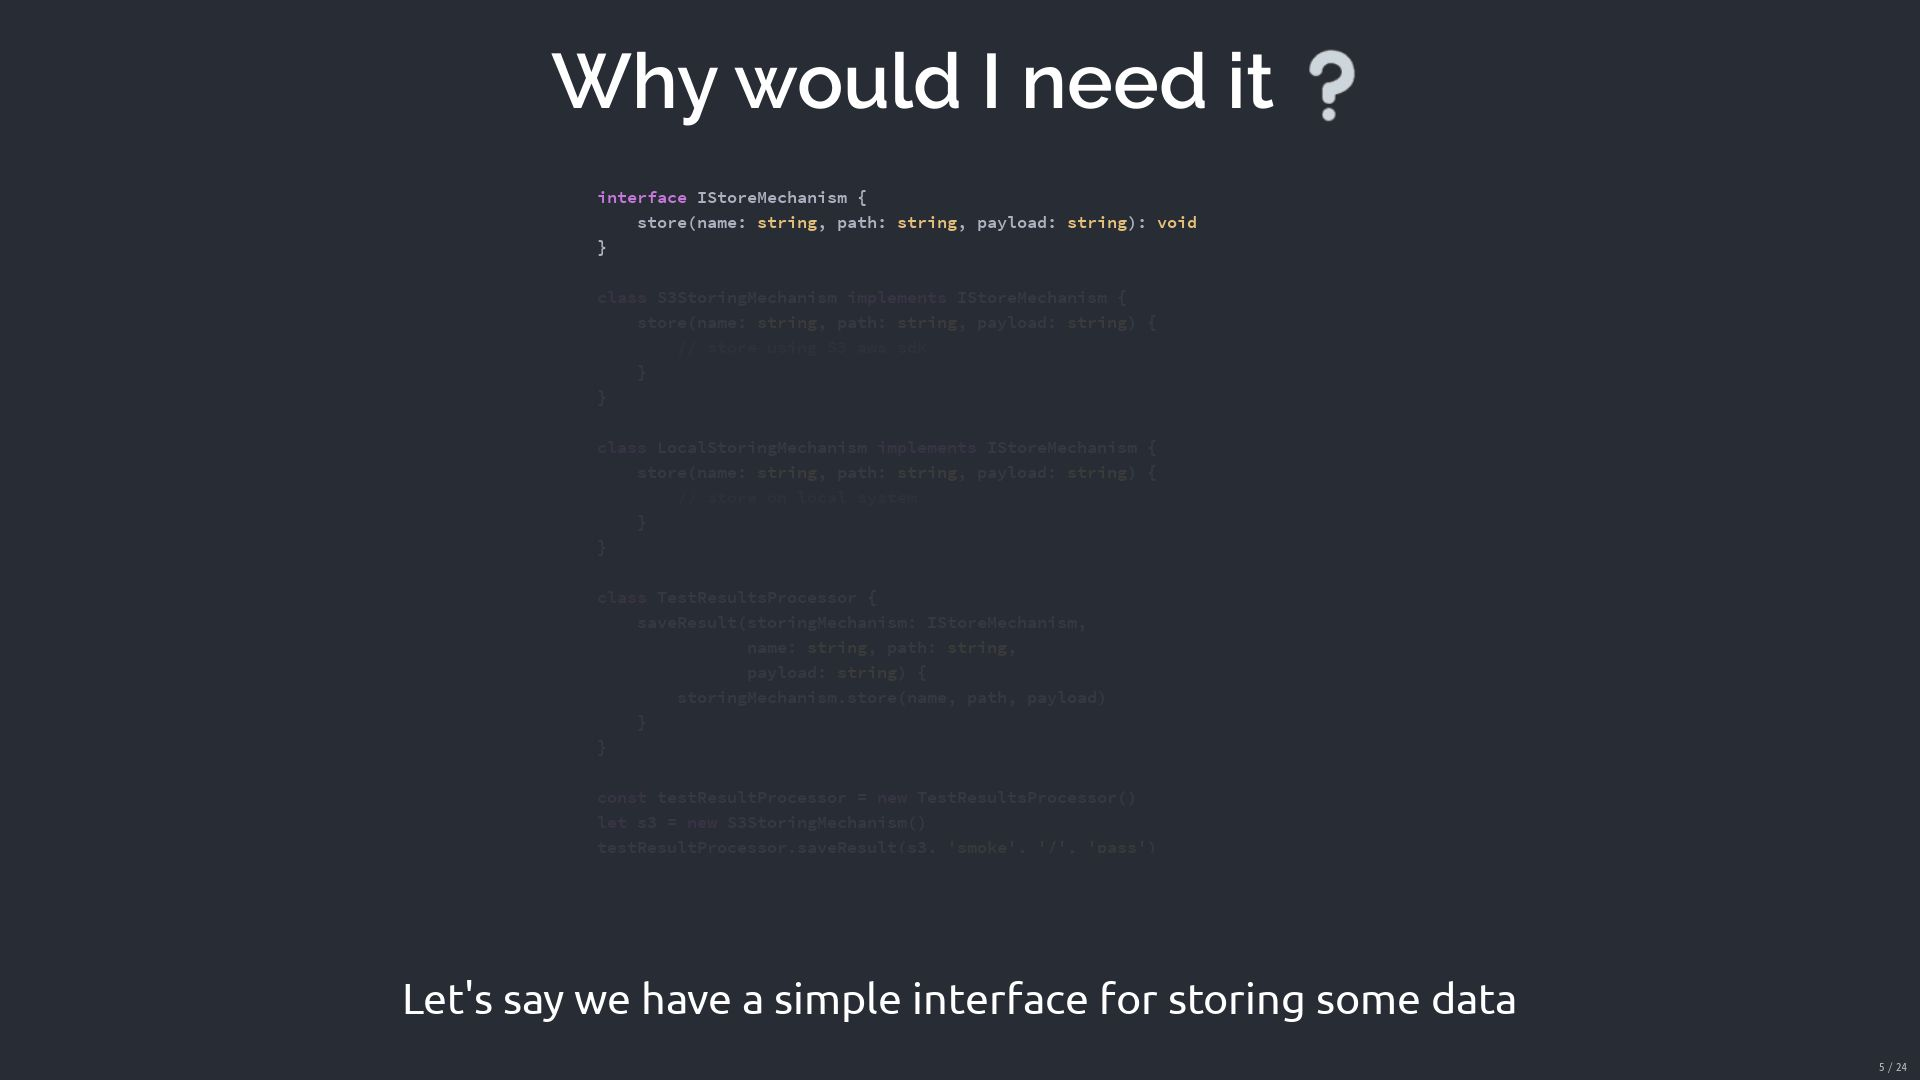 Why would I need it ❔
interface IStoreMechanism {
    store(name: string, path: string, payload: string): void
}
class S3StoringMechanism implements IStoreMechanism {
    store(name: string, path: string, payload: string) {
        // store using S3 aws sdk
    }
}
class LocalStoringMechanism implements IStoreMechanism {
    store(name: string, path: string, payload: string) {
        // store on local system
    }
}
class TestResultsProcessor {
    saveResult(storingMechanism: IStoreMechanism,
               name: string, path: string,
               payload: string) {
        storingMechanism.store(name, path, payload)
    }
}
const testResultProcessor = new TestResultsProcessor()
let s3 = new S3StoringMechanism()
testResultProcessor.saveResult(s3, 'smoke', '/', 'pass')
Let's say we have a simple interface for storing some data
5 / 24